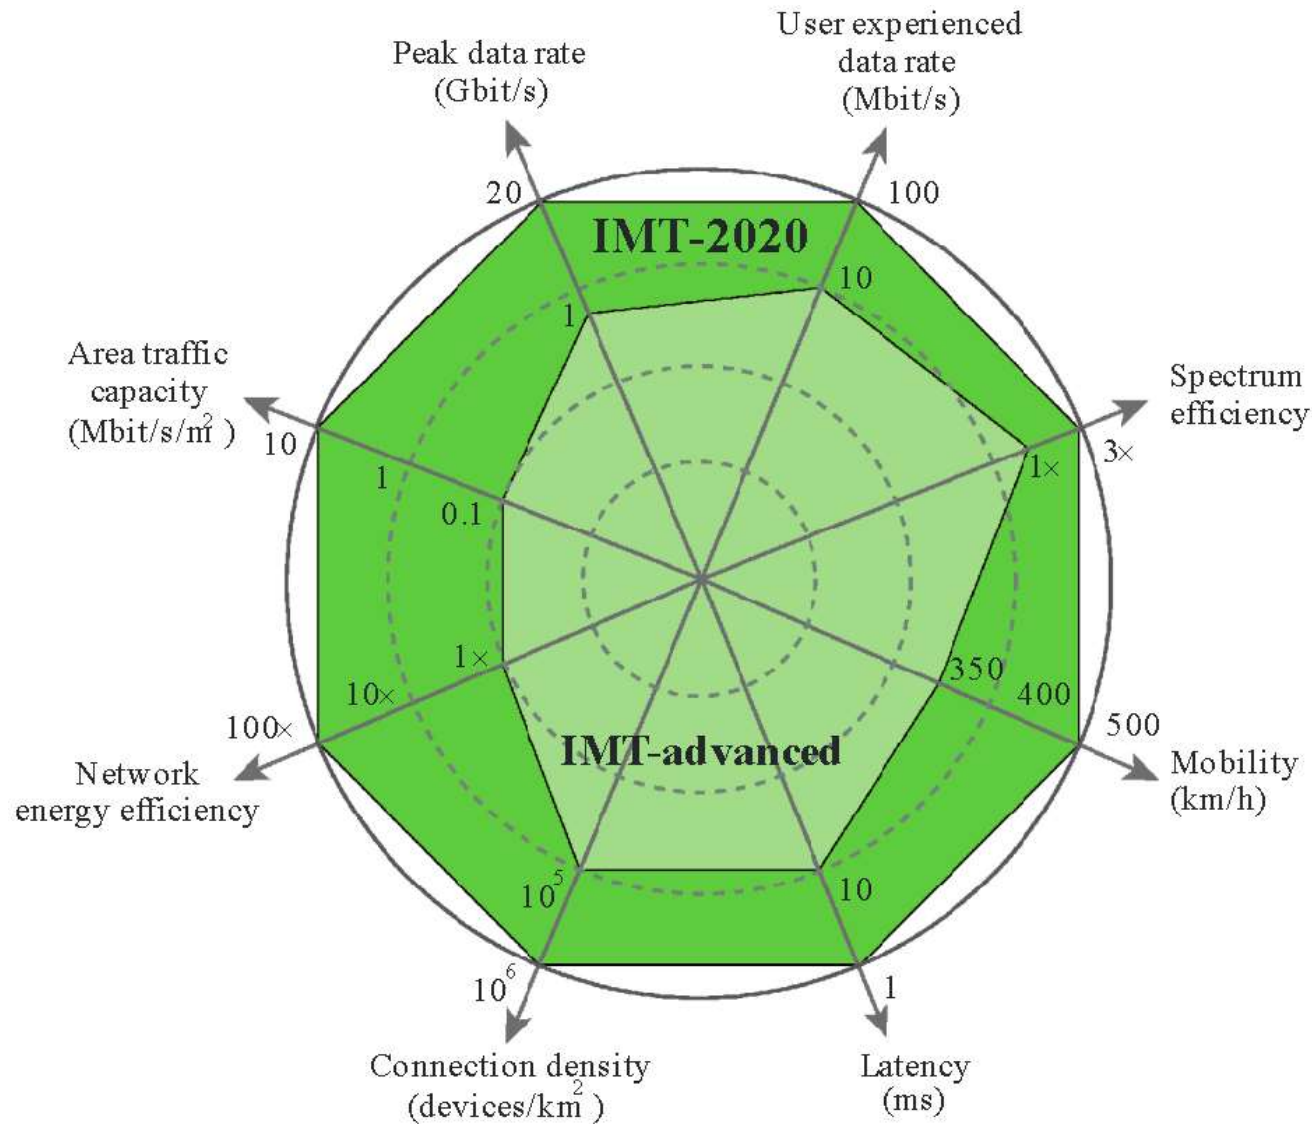 User experienced
data rate
(Mbit/s)
Peak data rate
(Gbit/s)
20
100
IMT-2020
10
1
Area traffic
capacity
(Mbit/s/m²)
Spectrum
efficiency
10
1
0.1
1×
3×
1×
10×
100×
350
400
500
Network
energy efficiency
IMT-advanced
Mobility
(km/h)
10⁵
10
10⁶
1
Connection density
(devices/km²)
Latency
(ms)